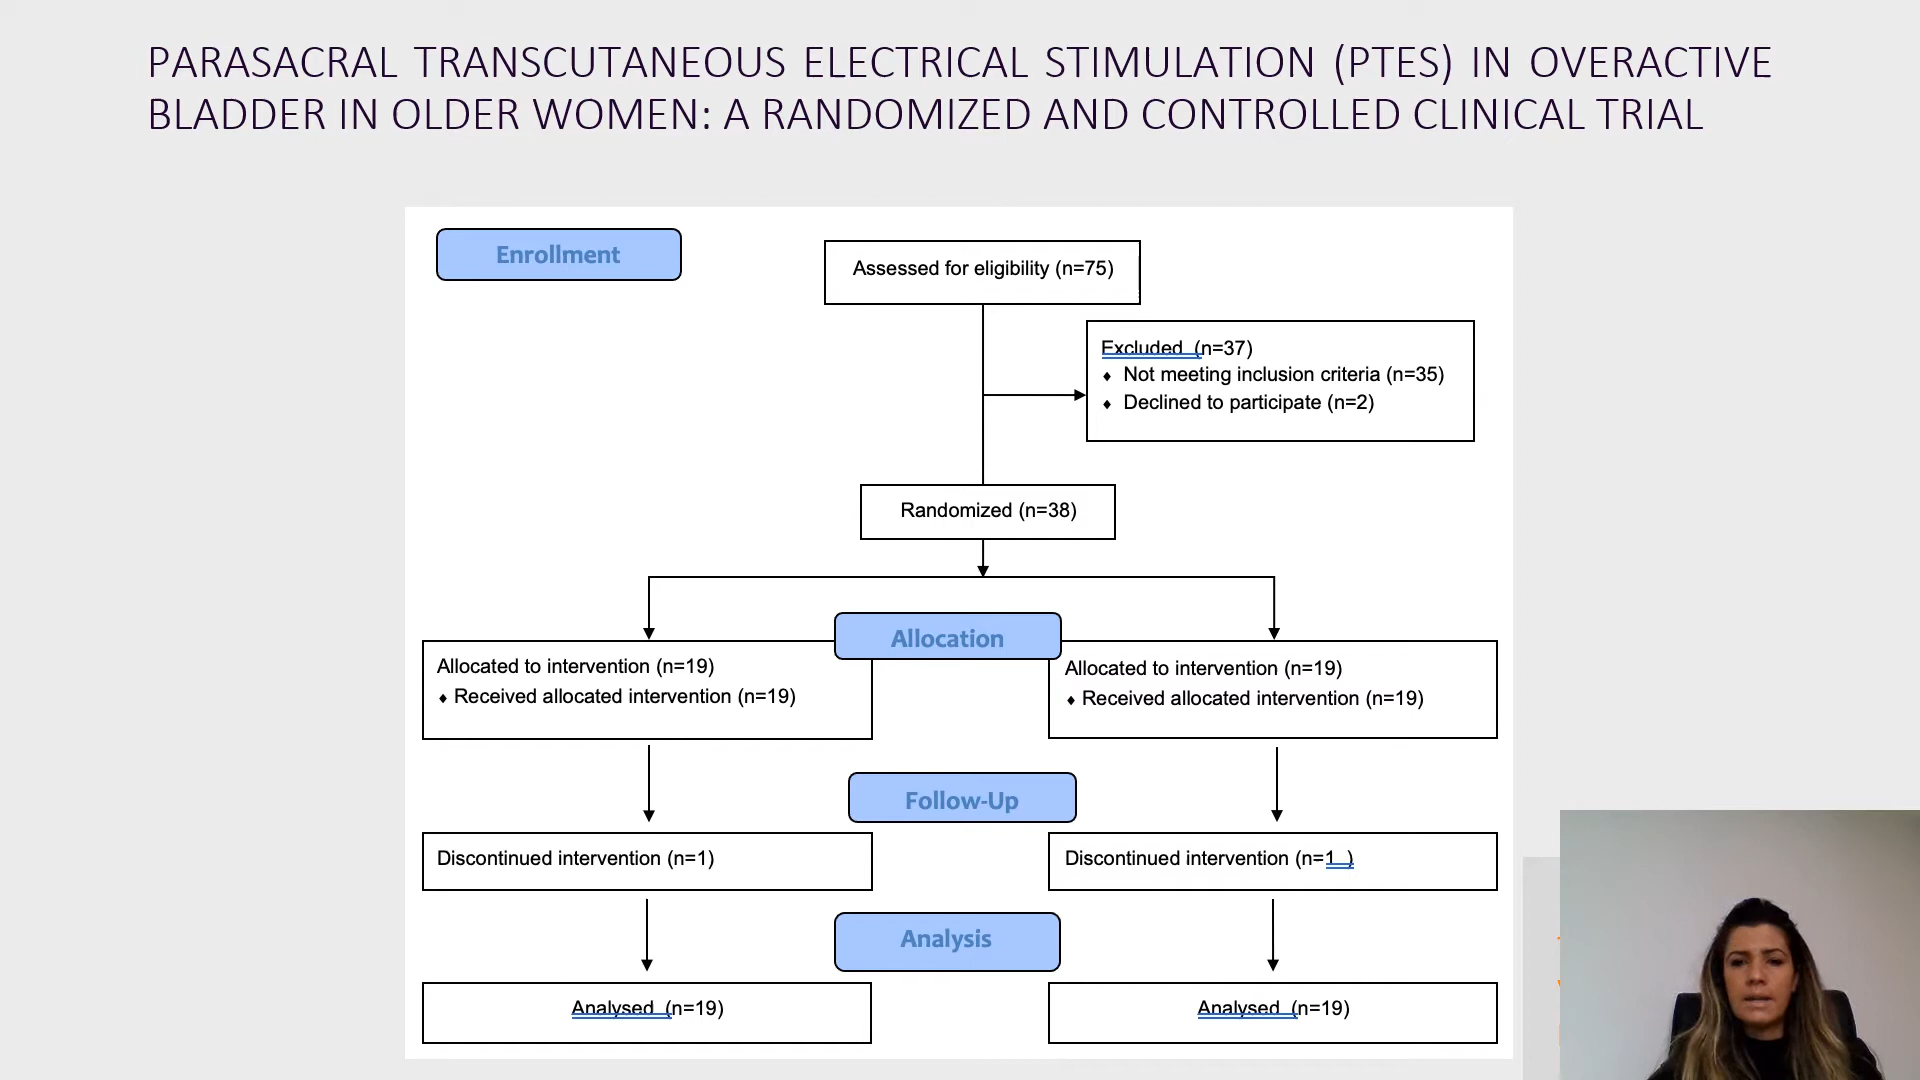 PARASACRAL TRANSCUTANEOUS ELECTRICAL STIMULATION (PTES) IN OVERACTIVE
BLADDER IN OLDER WOMEN: A RANDOMIZED AND CONTROLLED CLINICAL TRIAL
Enrollment
Assessed for eligibility (n=75)
Excluded (n=37)
♦ Not meeting inclusion criteria (n=35)
♦ Declined to participate (n=2)
Randomized (n=38)
Allocation
Allocated to intervention (n=19)
♦ Received allocated intervention (n=19)
Allocated to intervention (n=19)
♦ Received allocated intervention (n=19)
Follow-Up
Discontinued intervention (n=1)
Discontinued intervention (n=1 )
Analysis
Analysed (n=19)
Analysed (n=19)